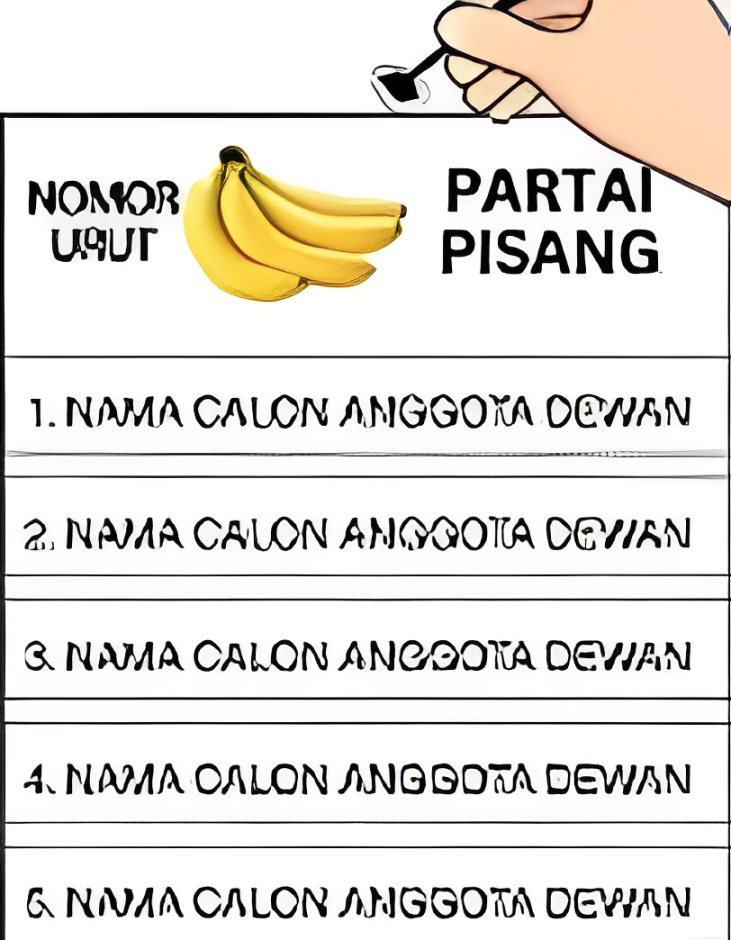 NOMOR
URUT
PARTAI
PISANG
1. NAMA CALON ANGGOTA DEWAN
2. NAMA CALON ANGGOTA DEWAN
3. NAMA CALON ANGGOTA DEWAN
4. NAMA CALON ANGGOTA DEWAN
5. NAMA CALON ANGGOTA DEWAN